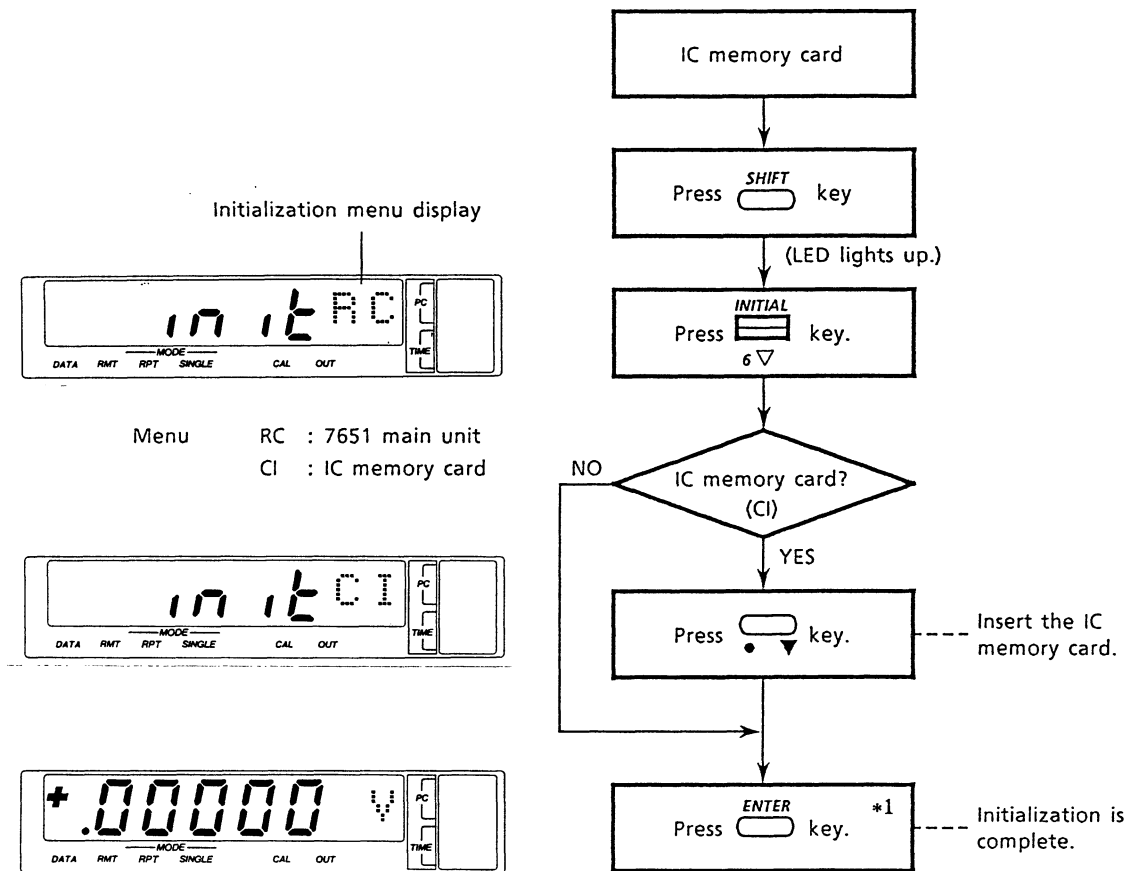 IC memory card
Press SHIFT key
(LED lights up.)
Initialization menu display
init RC
PC
TIME
MODE
DATA RMT RPT SINGLE CAL OUT
INITIAL
Press key.
6 ▽
Menu RC : 7651 main unit
CI : IC memory card
NO
IC memory card?
(CI)
YES
init CI
PC
TIME
MODE
DATA RMT RPT SINGLE CAL OUT
Press key.
● ▼
Insert the IC
memory card.
+.00000 V
PC
TIME
MODE
DATA RMT RPT SINGLE CAL OUT
ENTER *1
Press key.
Initialization is
complete.